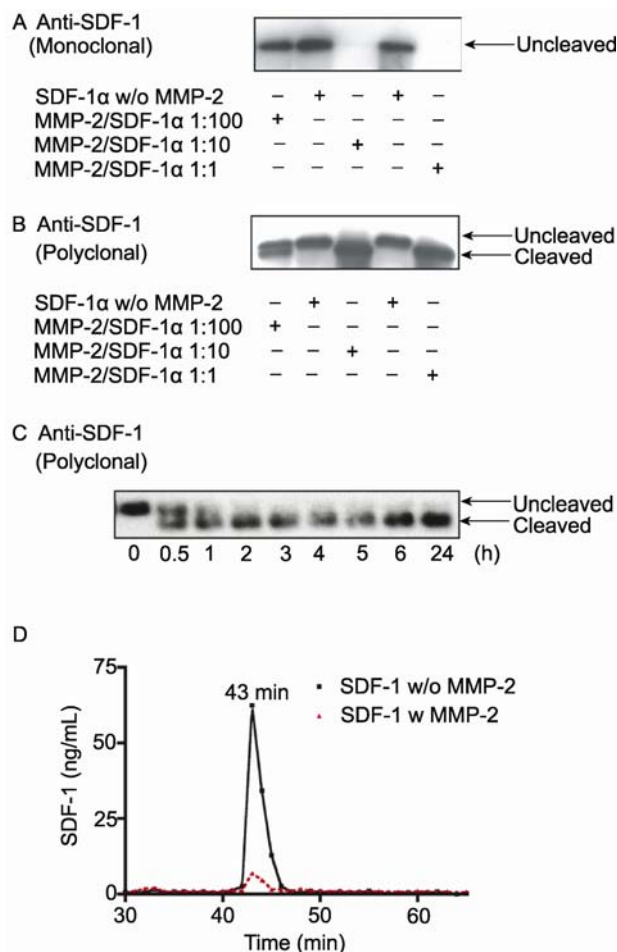 A Anti-SDF-1
(Monoclonal)
Uncleaved
SDF-1α w/o MMP-2 – + – + –
MMP-2/SDF-1α 1:100 + – – – –
MMP-2/SDF-1α 1:10 – – + – –
MMP-2/SDF-1α 1:1 – – – – +
B Anti-SDF-1
(Polyclonal)
Uncleaved
Cleaved
SDF-1α w/o MMP-2 – + – + –
MMP-2/SDF-1α 1:100 + – – – –
MMP-2/SDF-1α 1:10 – – + – –
MMP-2/SDF-1α 1:1 – – – – +
C Anti-SDF-1
(Polyclonal)
Uncleaved
Cleaved
0 0.5 1 2 3 4 5 6 24 (h)
D
75
50
25
0
SDF-1 (ng/mL)
43 min
SDF-1 w/o MMP-2
SDF-1 w MMP-2
30 40 50 60
Time (min)